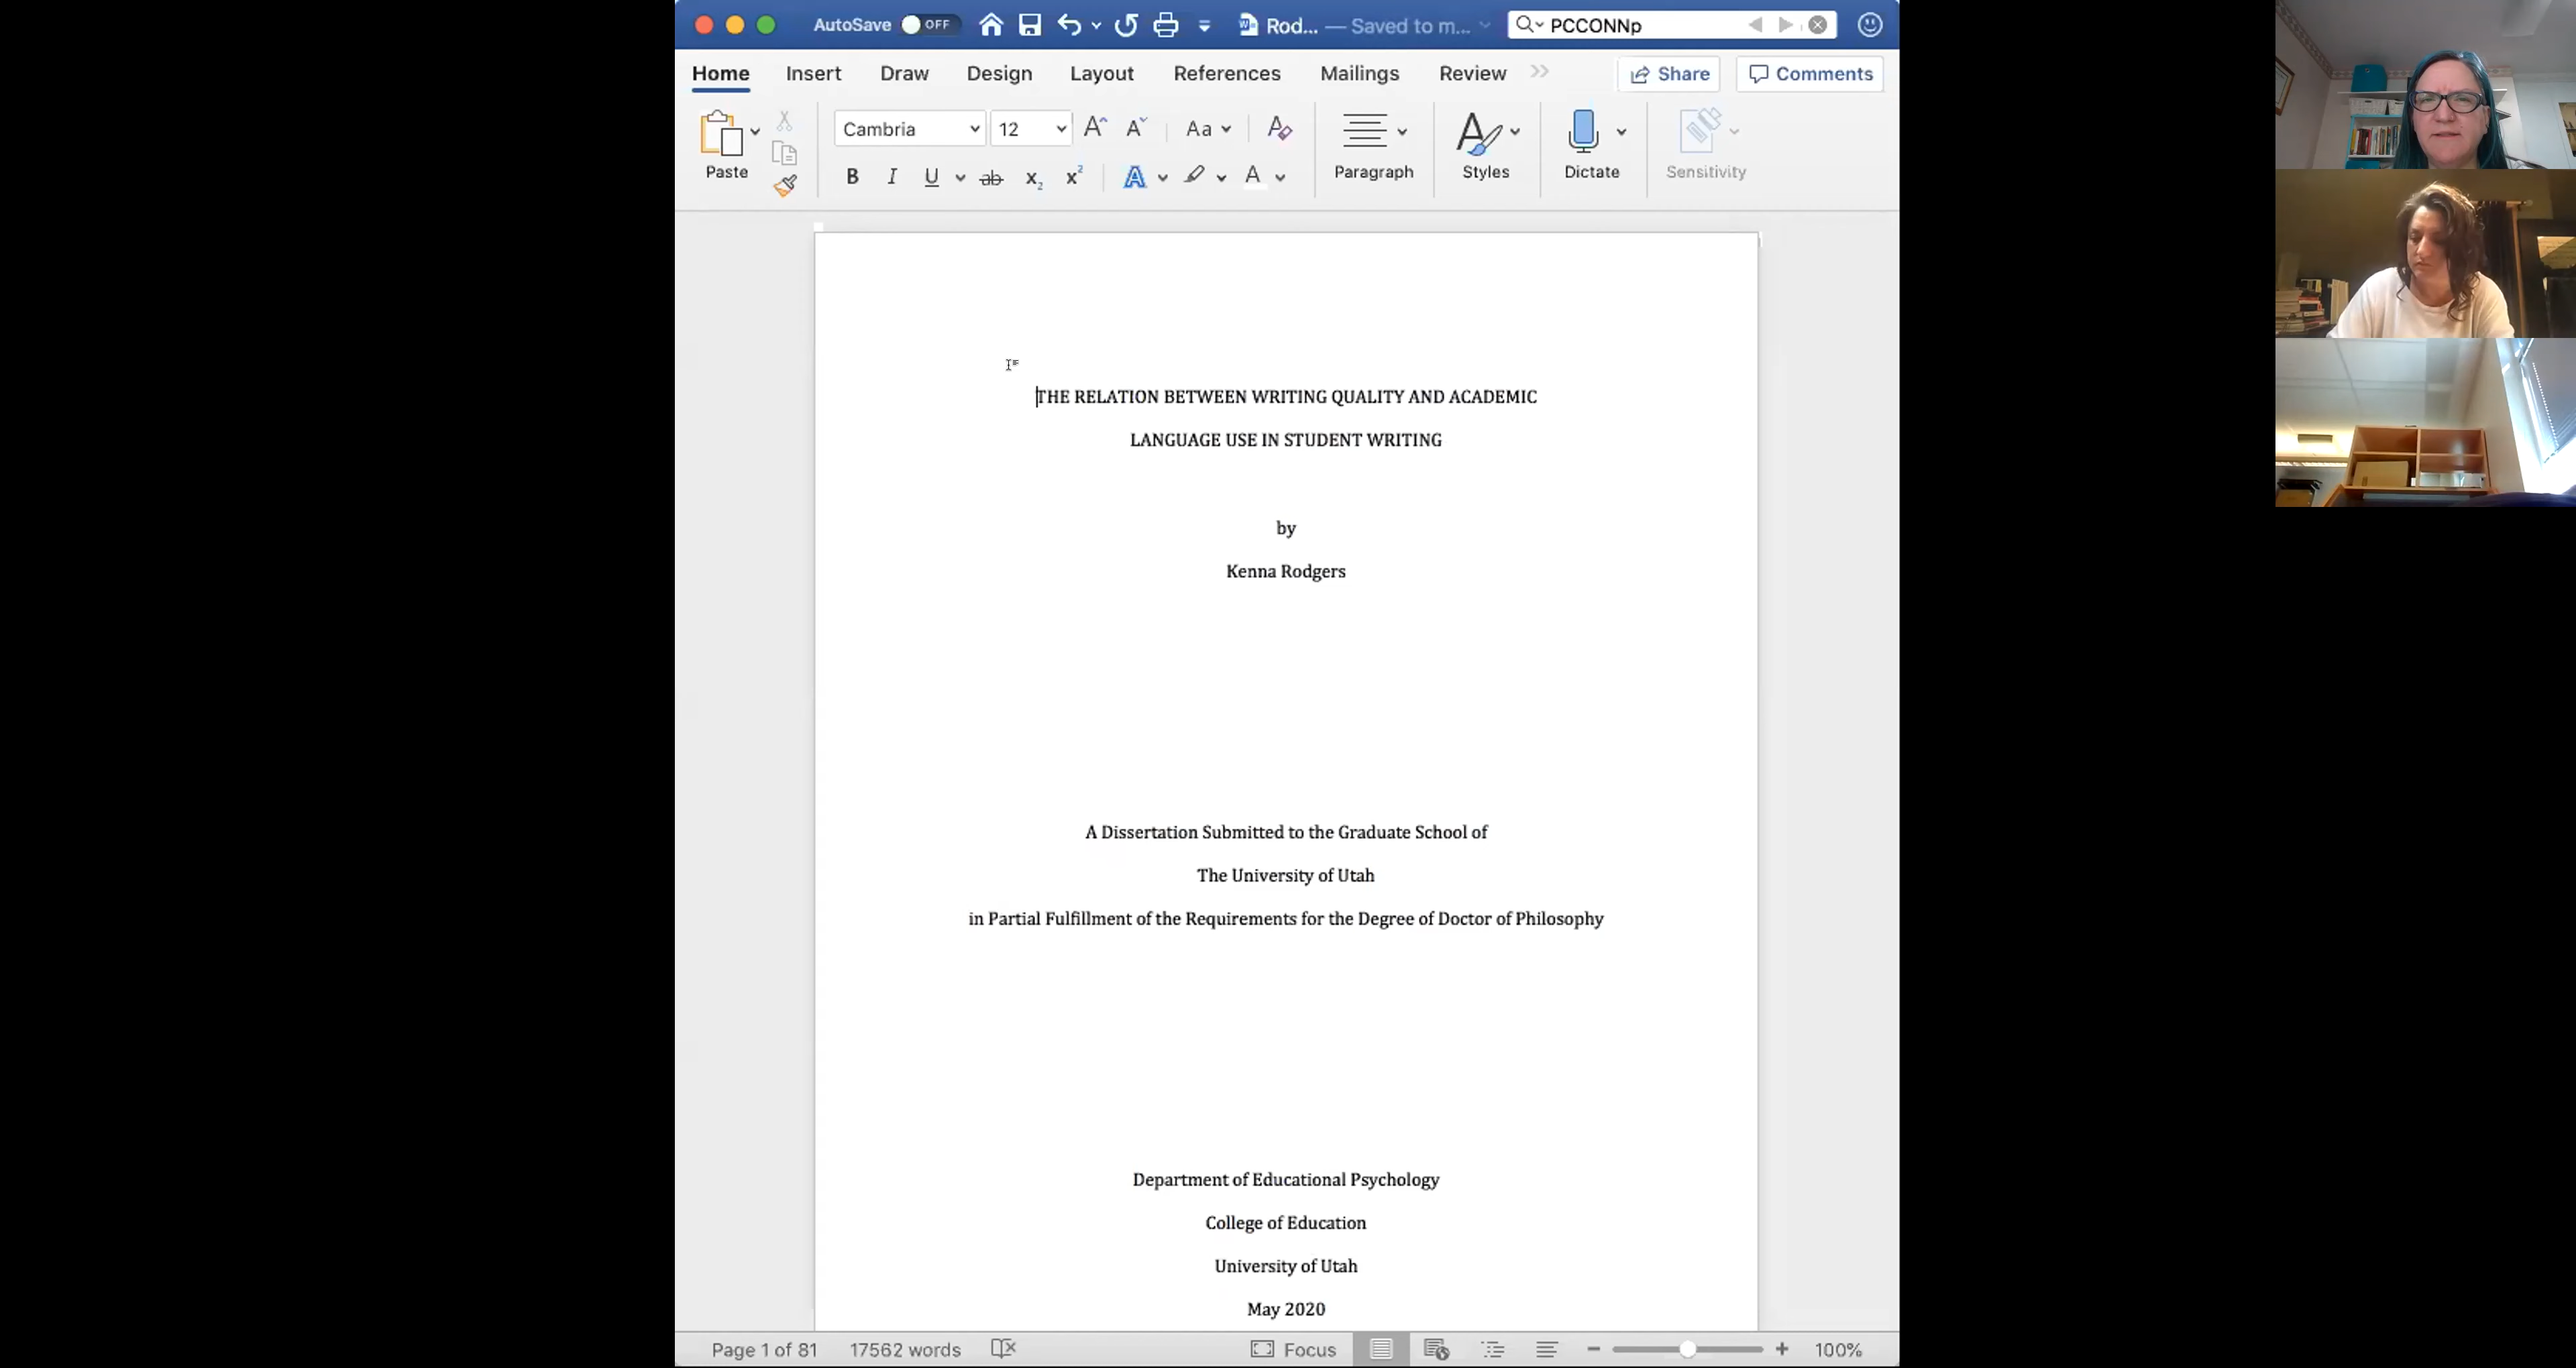 AutoSave OFF Rod... — Saved to m... PCCONNp
Home Insert Draw Design Layout References Mailings Review Share Comments
Cambria 12 Aa
Paste B I U ab X₂ X² A A Paragraph Styles Dictate Sensitivity
THE RELATION BETWEEN WRITING QUALITY AND ACADEMIC
LANGUAGE USE IN STUDENT WRITING
by
Kenna Rodgers
A Dissertation Submitted to the Graduate School of
The University of Utah
in Partial Fulfillment of the Requirements for the Degree of Doctor of Philosophy
Department of Educational Psychology
College of Education
University of Utah
May 2020
Page 1 of 81 17562 words Focus 100%